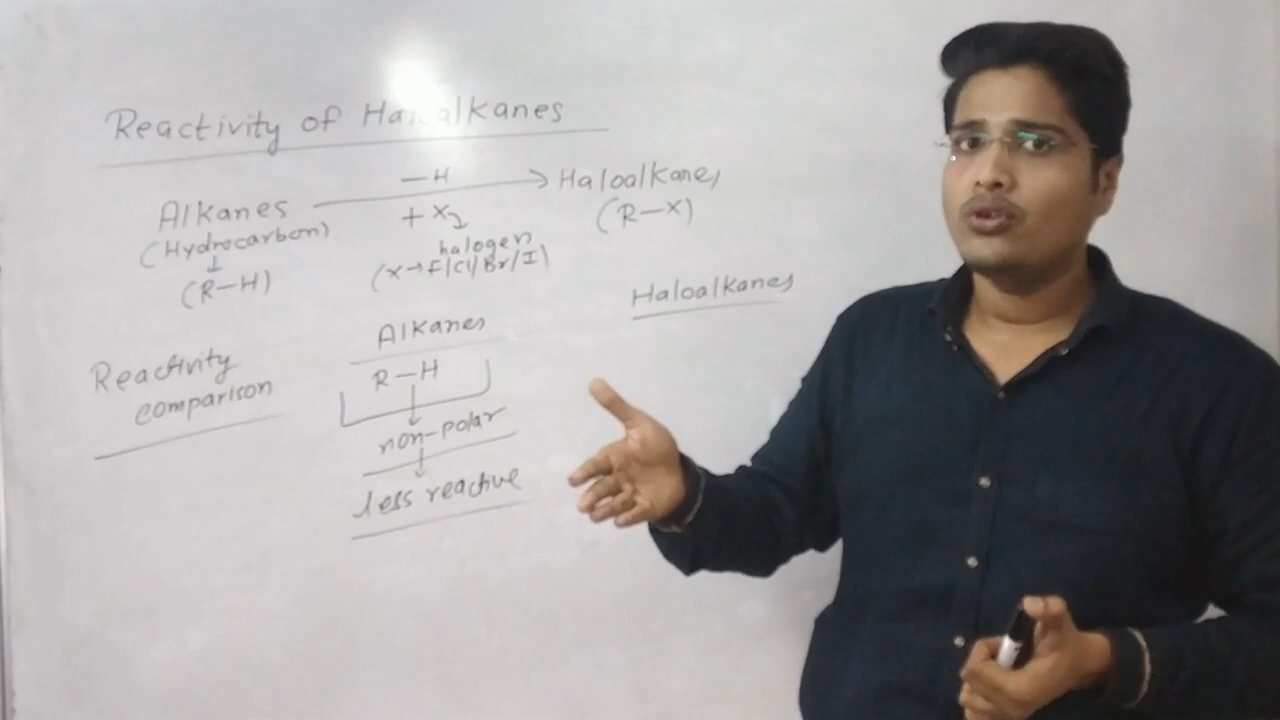 Reactivity of Haloalkanes
Alkanes —H → Haloalkanes
(Hydrocarbon) + X₂ (R—X)
↓ halogen
(R—H) (X→F/Cl/Br/I)
Haloalkanes
Alkanes
Reactivity
comparison
R—H
↓
non-polar
↓
less reactive